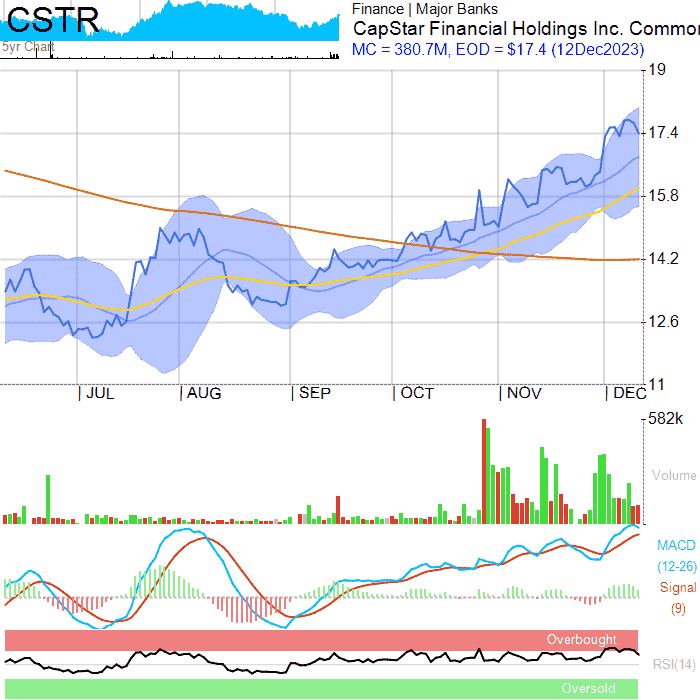 CSTR
5yr Chart
Finance | Major Banks
CapStar Financial Holdings Inc. Common
MC = 380.7M, EOD = $17.4 (12Dec2023)
19
17.4
15.8
14.2
12.6
11
JUL AUG SEP OCT NOV DEC
582k
Volume
MACD
(12-26)
Signal
(9)
Overbought
RSI(14)
Oversold